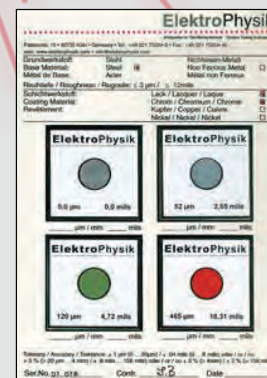 ElektroPhysik
Grundwerkstoff: Stahl Nichteisen-Metall
Base Material: Steel Non Ferrous Metal
Métal de Base: Acier Métal non Ferreux
Rauhtiefe / Roughness / Rugosité: ≤ 3 µm / ≤ 12mils
Schichtwerkstoff: Lack / Lacquer / Laque
Coating Material: Chrom / Chromium / Chrome
Revêtement: Kupfer / Copper / Cuivre
Nickel / Nickel / Nickel
ElektroPhysik ElektroPhysik
0,0 µm 0,0 mils 52 µm 2,05 mils
µm / mm mils µm / mm mils
ElektroPhysik ElektroPhysik
120 µm 4,72 mils 465 µm 18,31 mils
µm / mm mils µm / mm mils
Ser.No. Contr. Date